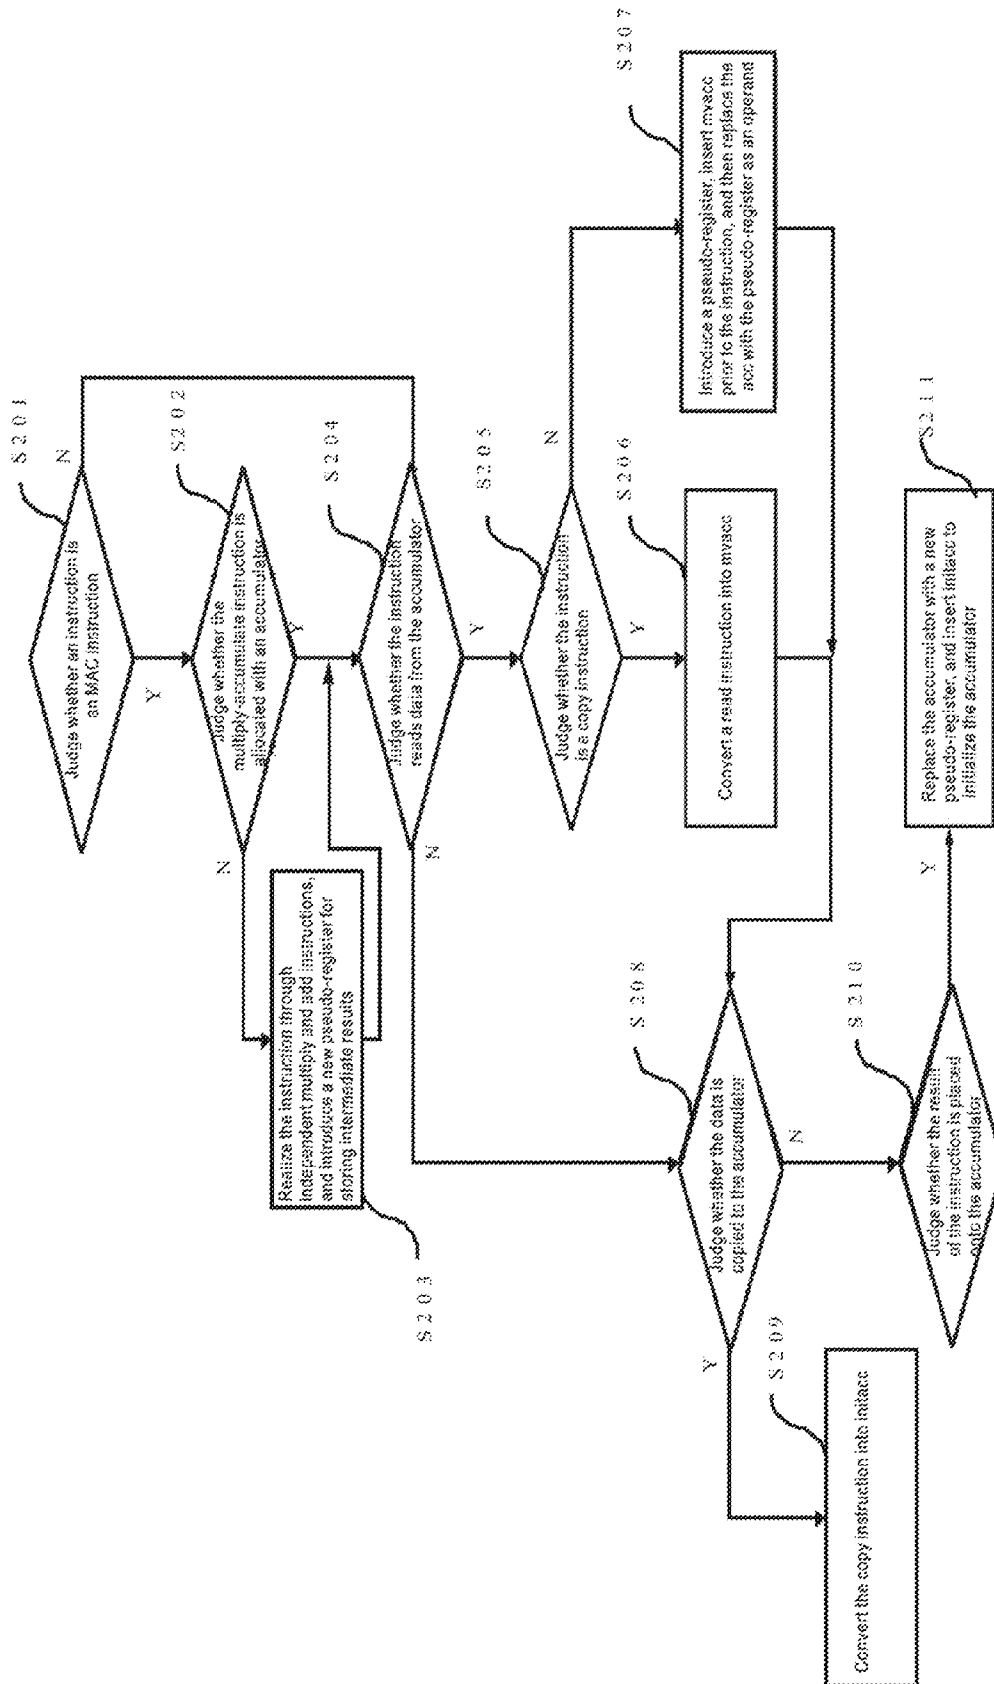 S201
Judge whether an instruction is
an MAC instruction
N
Y
S202
Judge whether the
multiply-accumulate instruction is
allocated with an accumulator
N
Y
Realize the instruction through
independent multiply and add instructions,
and introduce a new pseudo-register for
storing intermediate results
S203
S204
Judge whether the instruction
reads data from the accumulator
N
Y
S205
Judge whether the instruction
is a copy instruction
N
Y
S206
Convert a read instruction into mvacc
S207
Introduce a pseudo-register, insert mvacc
prior to the instruction, and then replace the
acc with the pseudo-register as an operand
S208
Judge whether the data is
copied to the accumulator
Y
N
S209
Convert the copy instruction into initacc
S210
Judge whether the result
of the instruction is placed
onto the accumulator
Y
S211
Replace the accumulator with a new
pseudo-register, and insert initacc to
initialize the accumulator